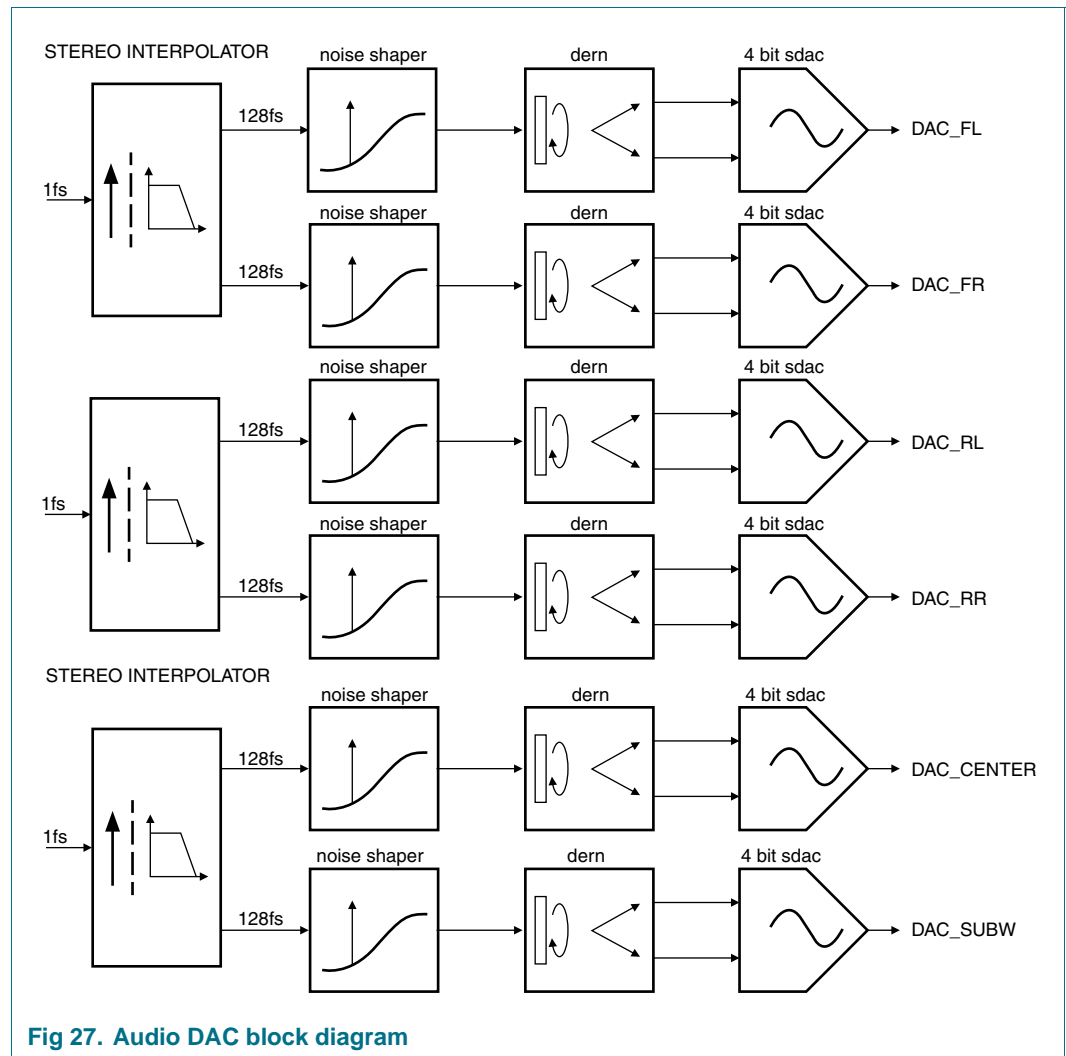 STEREO INTERPOLATOR
noise shaper
dern
4 bit sdac
128fs
DAC_FL
1fs
noise shaper
dern
4 bit sdac
128fs
DAC_FR
noise shaper
dern
4 bit sdac
128fs
DAC_RL
1fs
noise shaper
dern
4 bit sdac
128fs
DAC_RR
STEREO INTERPOLATOR
noise shaper
dern
4 bit sdac
128fs
DAC_CENTER
1fs
noise shaper
dern
4 bit sdac
128fs
DAC_SUBW
Fig 27. Audio DAC block diagram